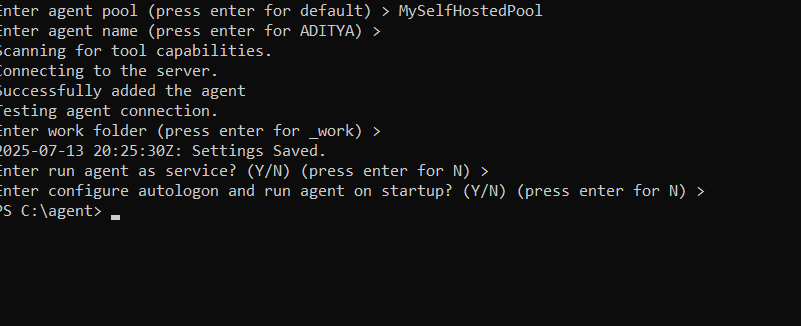 Enter agent pool (press enter for default) > MySelfHostedPool
Enter agent name (press enter for ADITYA) >
Scanning for tool capabilities.
Connecting to the server.
Successfully added the agent
Testing agent connection.
Enter work folder (press enter for _work) >
2025-07-13 20:25:30Z: Settings Saved.
Enter run agent as service? (Y/N) (press enter for N) >
Enter configure autologon and run agent on startup? (Y/N) (press enter for N) >
PS C:\agent>